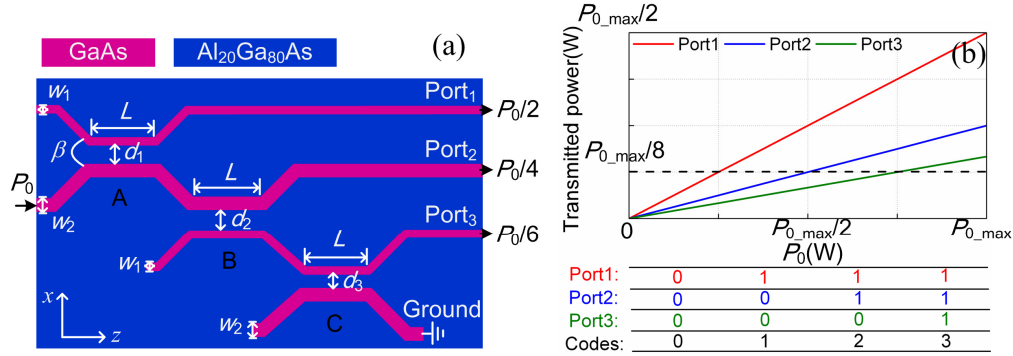 GaAs
Al20Ga80As
(a)
w1
L
Port1
P0/2
β
d1
P0
A
L
Port2
P0/4
w2
d2
Port3
P0/6
w1
B
L
d3
x
z
w2
C
Ground
P0_max/2
(b)
Port1 Port2 Port3
Transmitted power(W)
P0_max/8
0 P0_max/2 P0_max
P0(W)
Port1: 0 1 1 1
Port2: 0 0 1 1
Port3: 0 0 0 1
Codes: 0 1 2 3